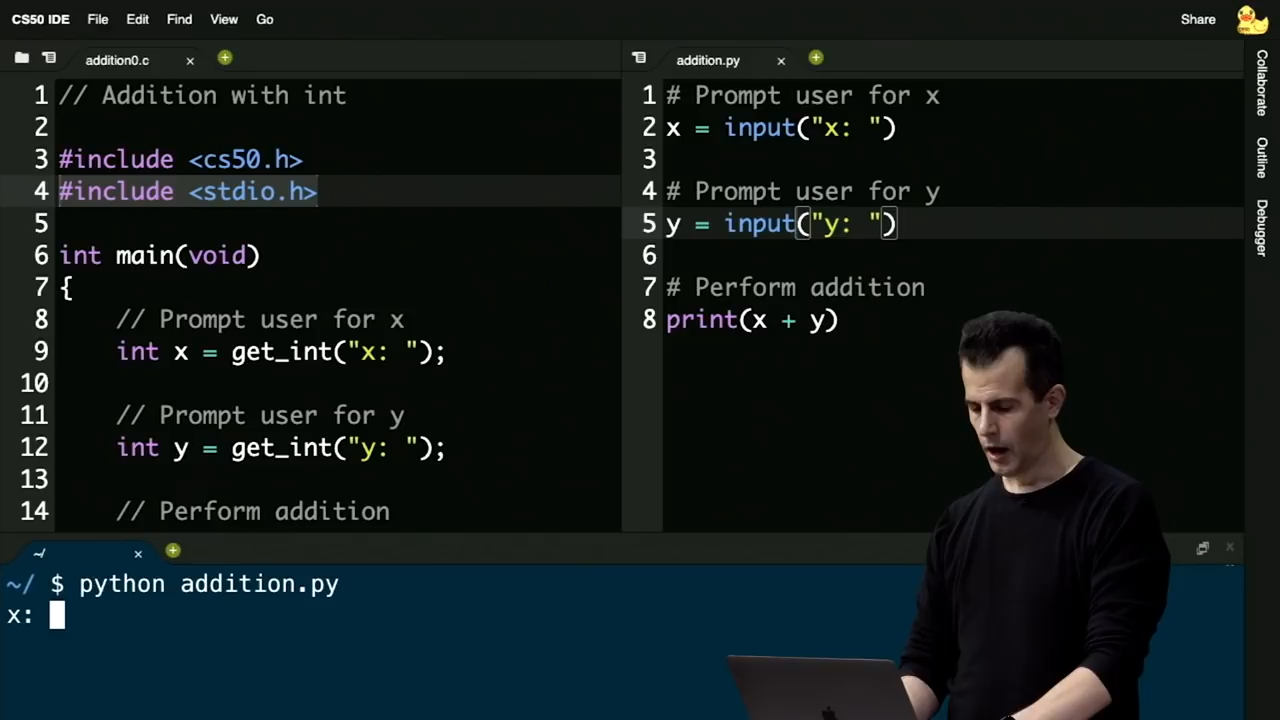 CS50 IDE File Edit Find View Go Share
addition0.c
addition.py
1 // Addition with int
2
3 #include <cs50.h>
4 #include <stdio.h>
5
6 int main(void)
7 {
8     // Prompt user for x
9     int x = get_int("x: ");
10
11     // Prompt user for y
12     int y = get_int("y: ");
13
14     // Perform addition
1 # Prompt user for x
2 x = input("x: ")
3
4 # Prompt user for y
5 y = input("y: ")
6
7 # Perform addition
8 print(x + y)
Collaborate
Outline
Debugger
~/
~/ $ python addition.py
x: